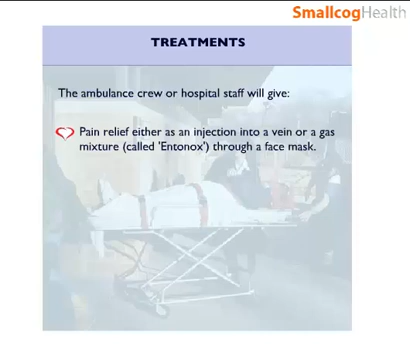 SmallcogHealth
TREATMENTS
The ambulance crew or hospital staff will give:
Pain relief either as an injection into a vein or a gas
mixture (called 'Entonox') through a face mask.